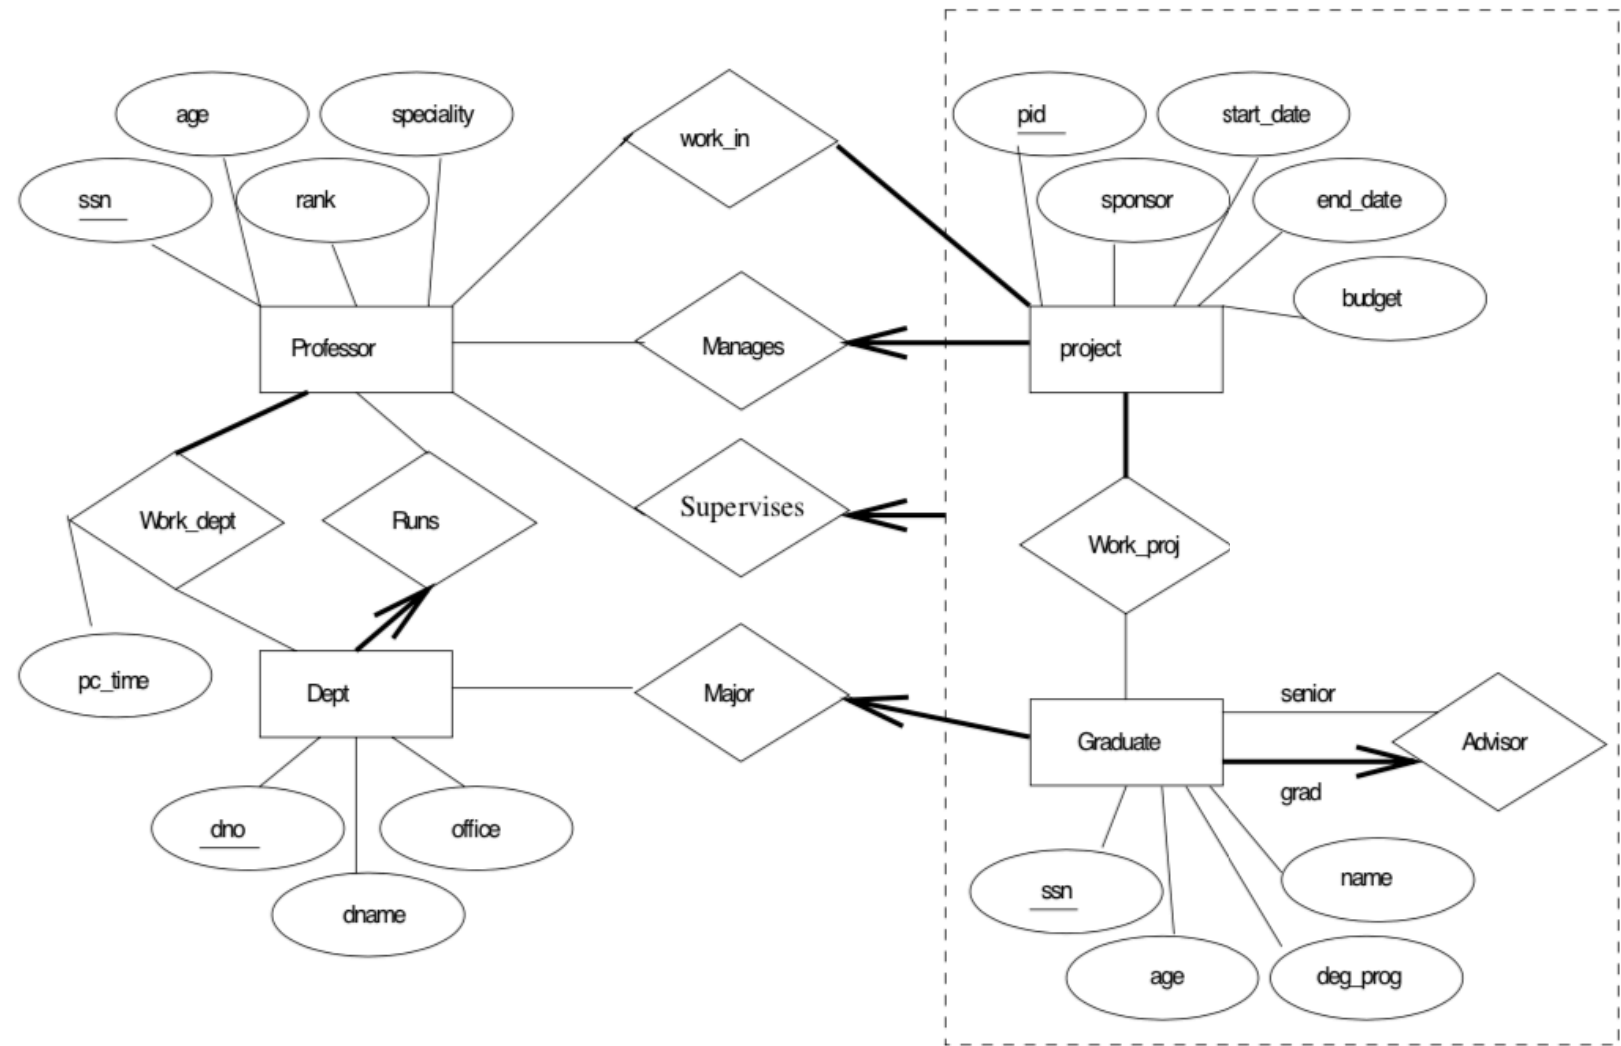 age
speciality
ssn
rank
work_in
pid
start_date
sponsor
end_date
budget
Professor
Manages
project
Work_dept
Runs
Supervises
Work_proj
pc_time
Dept
Major
senior
Graduate
Advisor
grad
dno
office
dname
ssn
name
age
deg_prog